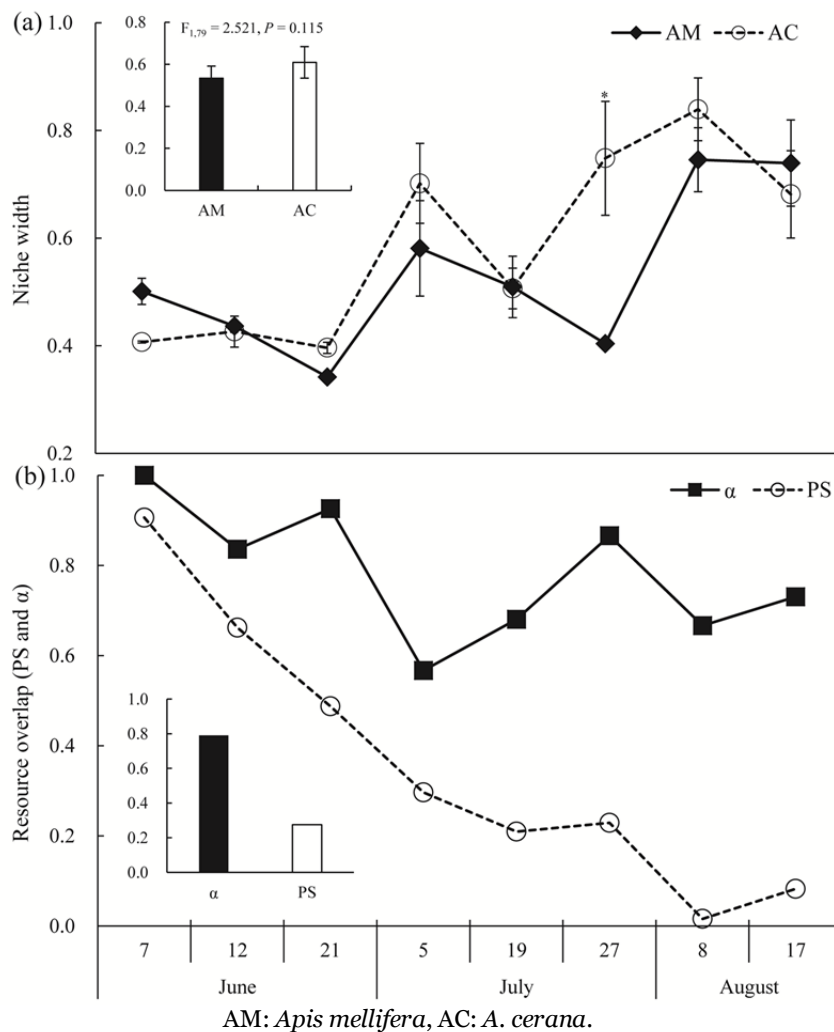 (a)
F1,79 = 2.521, P = 0.115
AM AC
0.8
0.6
0.4
0.2
0.0
AM AC
*
1.0
0.8
0.6
0.4
0.2
Niche width
(b)
α PS
1.0
0.8
0.6
0.4
0.2
0.0
Resource overlap (PS and α)
1.0
0.8
0.6
0.4
0.2
0.0
α PS
7 12 21 5 19 27 8 17
June July August
AM: Apis mellifera, AC: A. cerana.